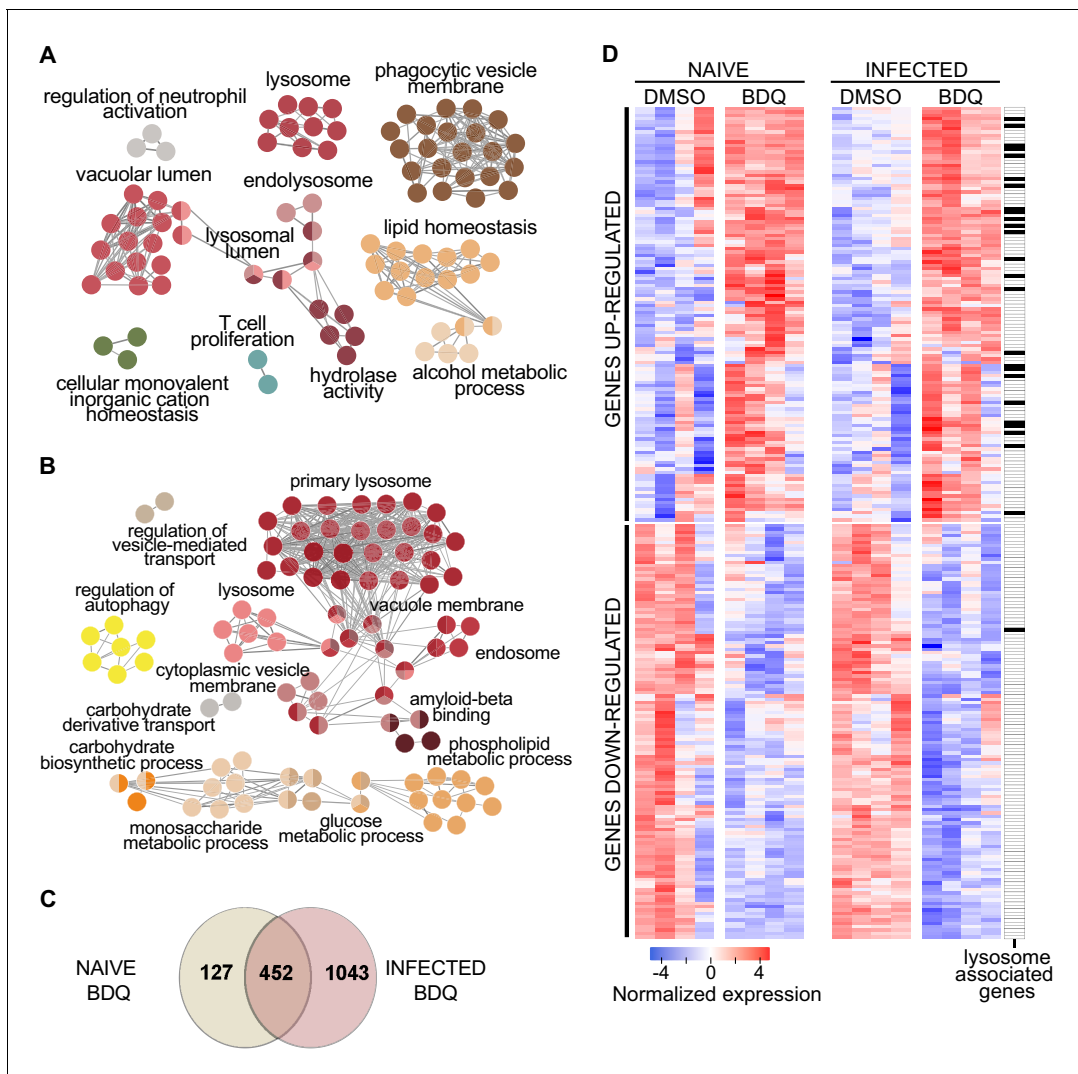 A
regulation of neutrophil
activation
lysosome
phagocytic vesicle
membrane
vacuolar lumen
endolysosome
lysosomal
lumen
lipid homeostasis
T cell
proliferation
cellular monovalent
inorganic cation
homeostasis
hydrolase
activity
alcohol metabolic
process
B
primary lysosome
regulation of
vesicle-mediated
transport
regulation of
autophagy
lysosome
vacuole membrane
endosome
cytoplasmic vesicle
membrane
carbohydrate
derivative transport
amyloid-beta
binding
phospholipid
metabolic process
carbohydrate
biosynthetic process
monosaccharide
metabolic process
glucose
metabolic process
C
NAIVE
BDQ
127
452
1043
INFECTED
BDQ
D
NAIVE
INFECTED
DMSO
BDQ
DMSO
BDQ
GENES UP-REGULATED
GENES DOWN-REGULATED
-4
0
4
Normalized expression
lysosome
associated
genes